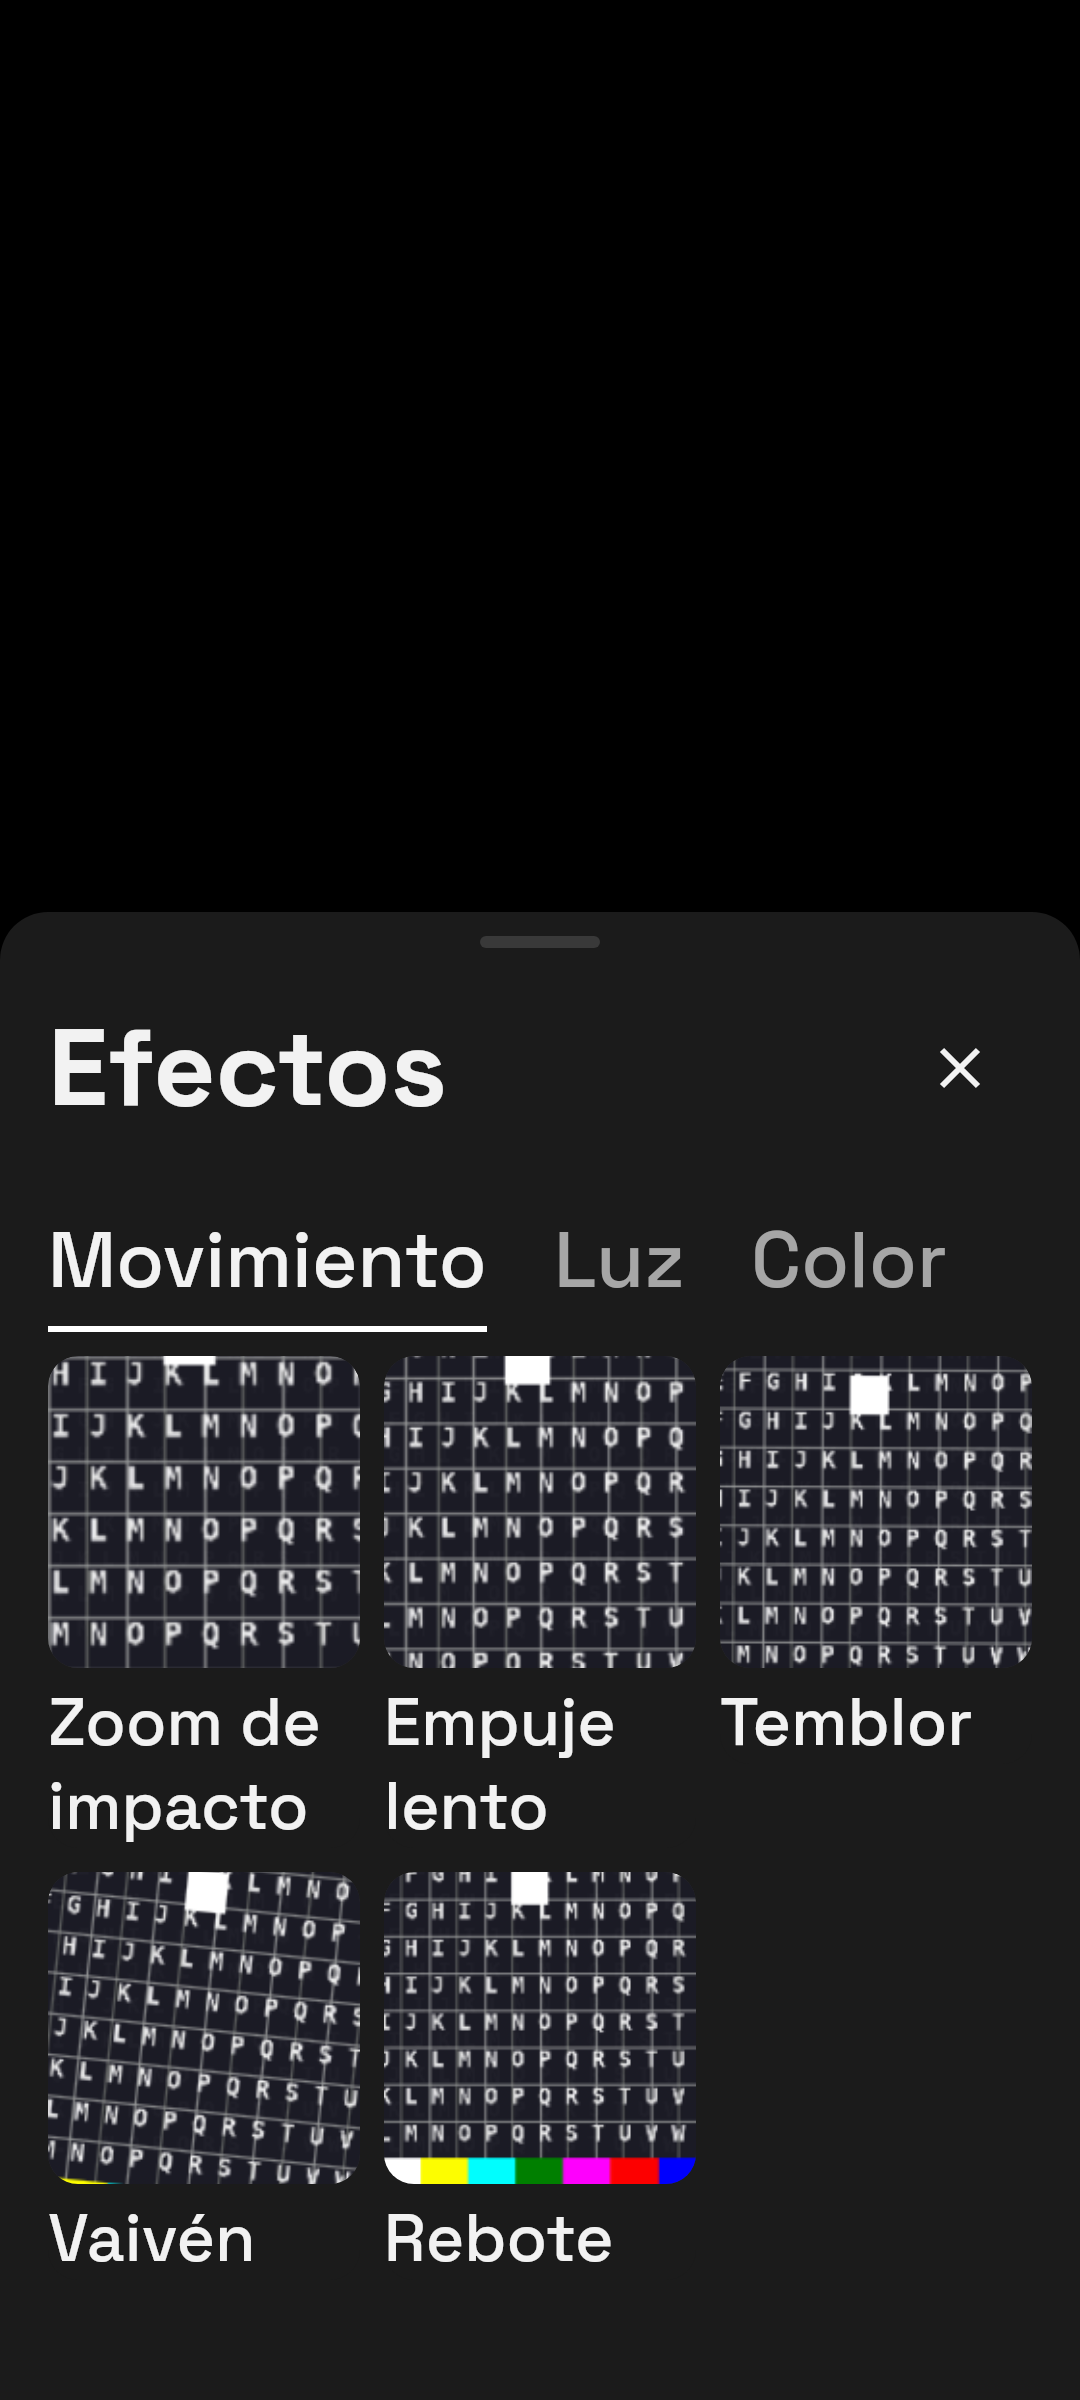 Efectos
Movimiento Luz Color
H I J K L M N O
I J K L M N O P
J K L M N O P Q
K L M N O P Q R
L M N O P Q R S
M N O P Q R S T
H I J K L M N O P
I J K L M N O P Q
J K L M N O P Q R
K L M N O P Q R S
L M N O P Q R S T
M N O P Q R S T U
N O P Q R S T U V
F G H I L M N O P
G H I J K L M N O P Q
H I J K L M N O P Q R
I J K L M N O P Q R S
J K L M N O P Q R S T
K L M N O P Q R S T U
L M N O P Q R S T U V
M N O P Q R S T U V
Zoom de
impacto
Empuje
lento
Temblor
L M N O
G H I J K L M N O P
H I J K L M N O P Q
I J K L M N O P Q R S
J K L M N O P Q R S T
K L M N O P Q R S T U
L M N O P Q R S T U V
N O P Q R S T U V
G H I J K L M N O P Q
H I J K L M N O P Q R
I J K L M N O P Q R S
J K L M N O P Q R S T
K L M N O P Q R S T U
L M N O P Q R S T U V
M N O P Q R S T U V W
Vaivén
Rebote